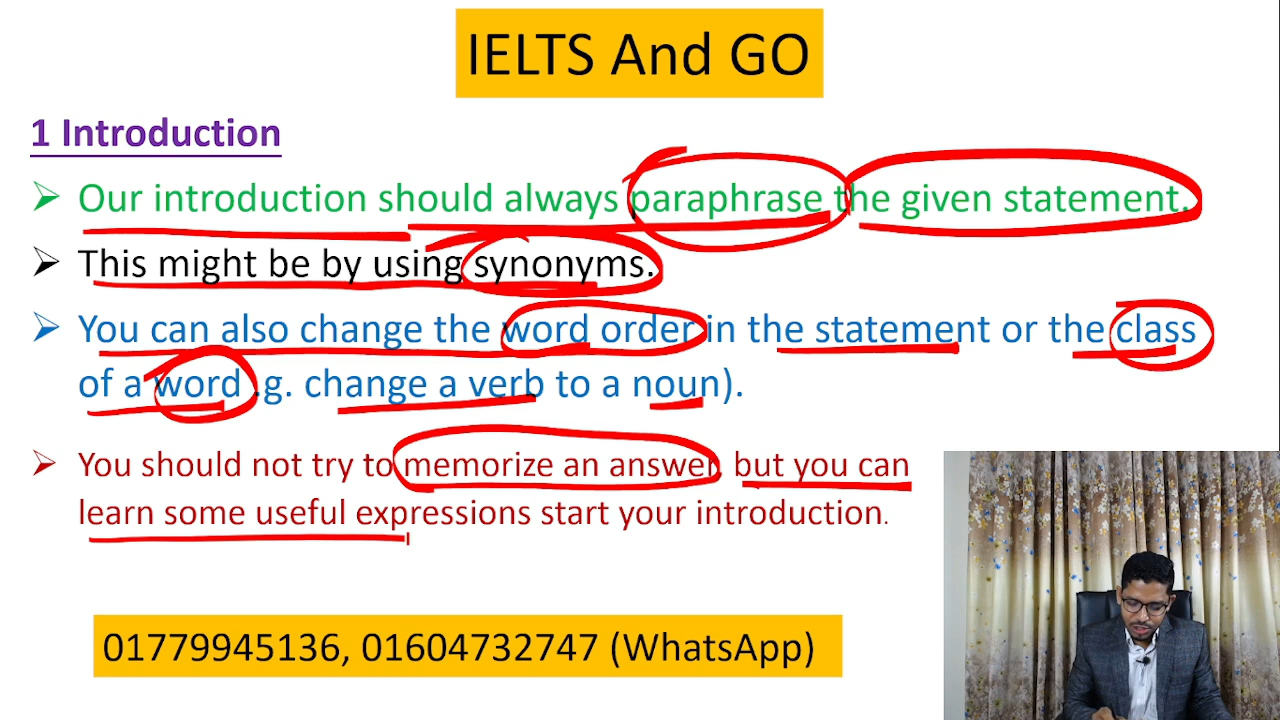 IELTS And GO
1 Introduction
➢ Our introduction should always paraphrase the given statement.
➢ This might be by using synonyms.
➢ You can also change the word order in the statement or the class
of a word .g. change a verb to a noun).
➢ You should not try to memorize an answer but you can
learn some useful expressions start your introduction.
01779945136, 01604732747 (WhatsApp)